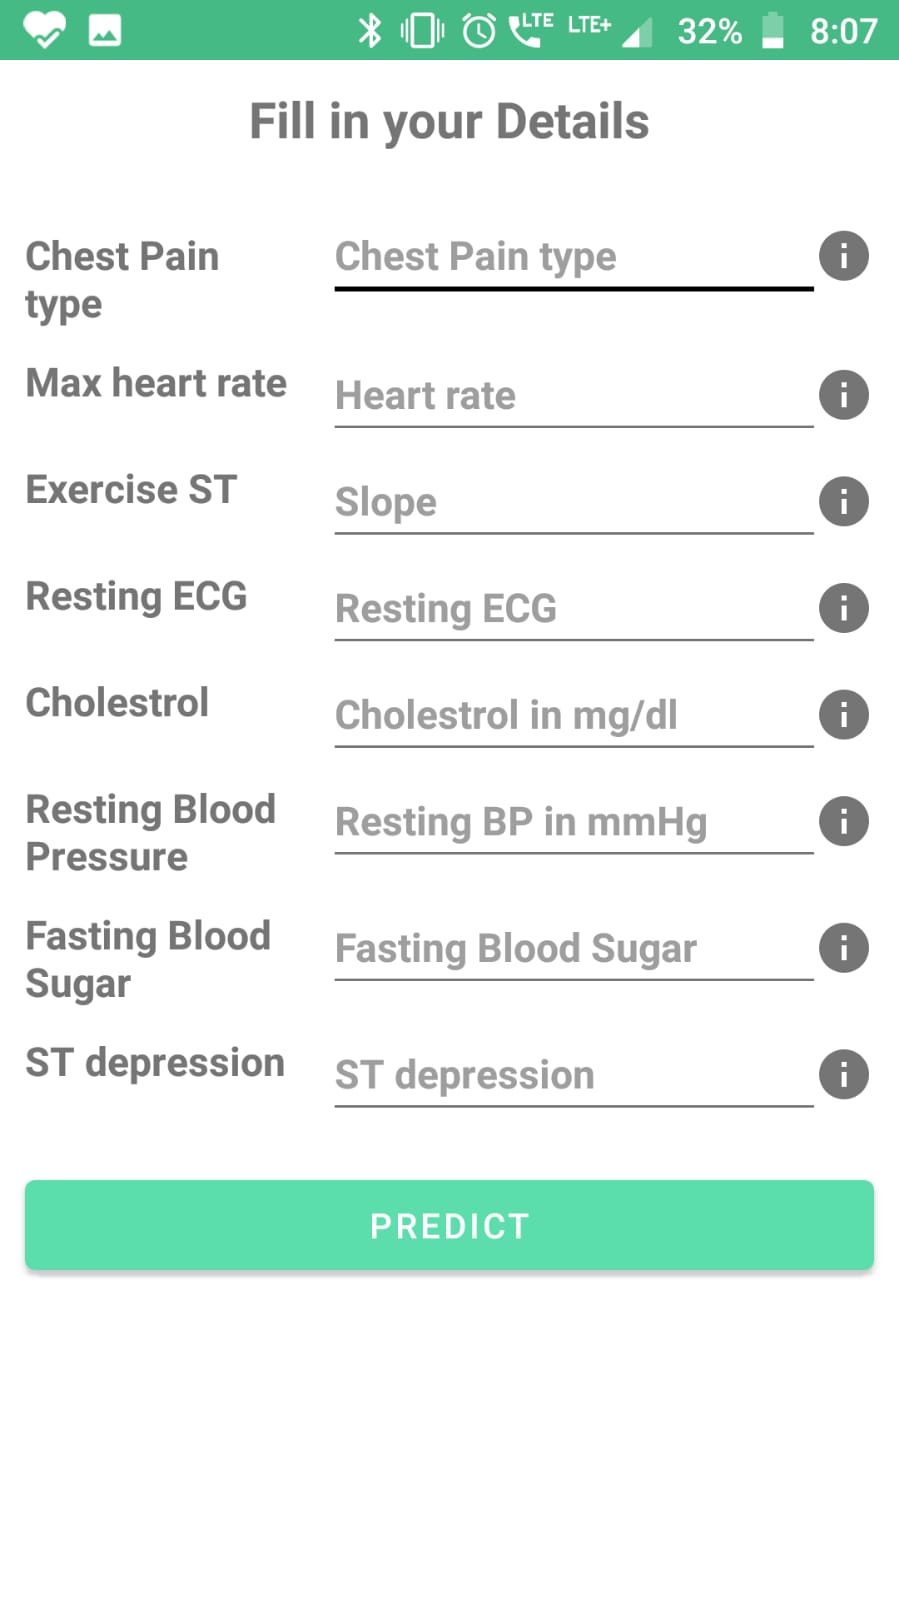 LTE LTE+ 32% 8:07
Fill in your Details
Chest Pain type
Chest Pain type
Max heart rate
Heart rate
Exercise ST
Slope
Resting ECG
Resting ECG
Cholestrol
Cholestrol in mg/dl
Resting Blood
Pressure
Resting BP in mmHg
Fasting Blood
Sugar
Fasting Blood Sugar
ST depression
ST depression
PREDICT